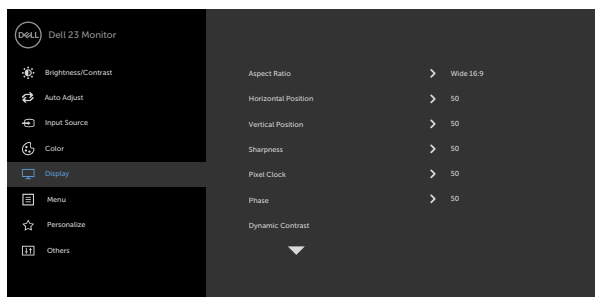 DELL Dell 23 Monitor
Brightness/Contrast
Auto Adjust
Input Source
Color
Display
Menu
Personalize
Others
Aspect Ratio Wide 16:9
Horizontal Position 50
Vertical Position 50
Sharpness 50
Pixel Clock 50
Phase 50
Dynamic Contrast